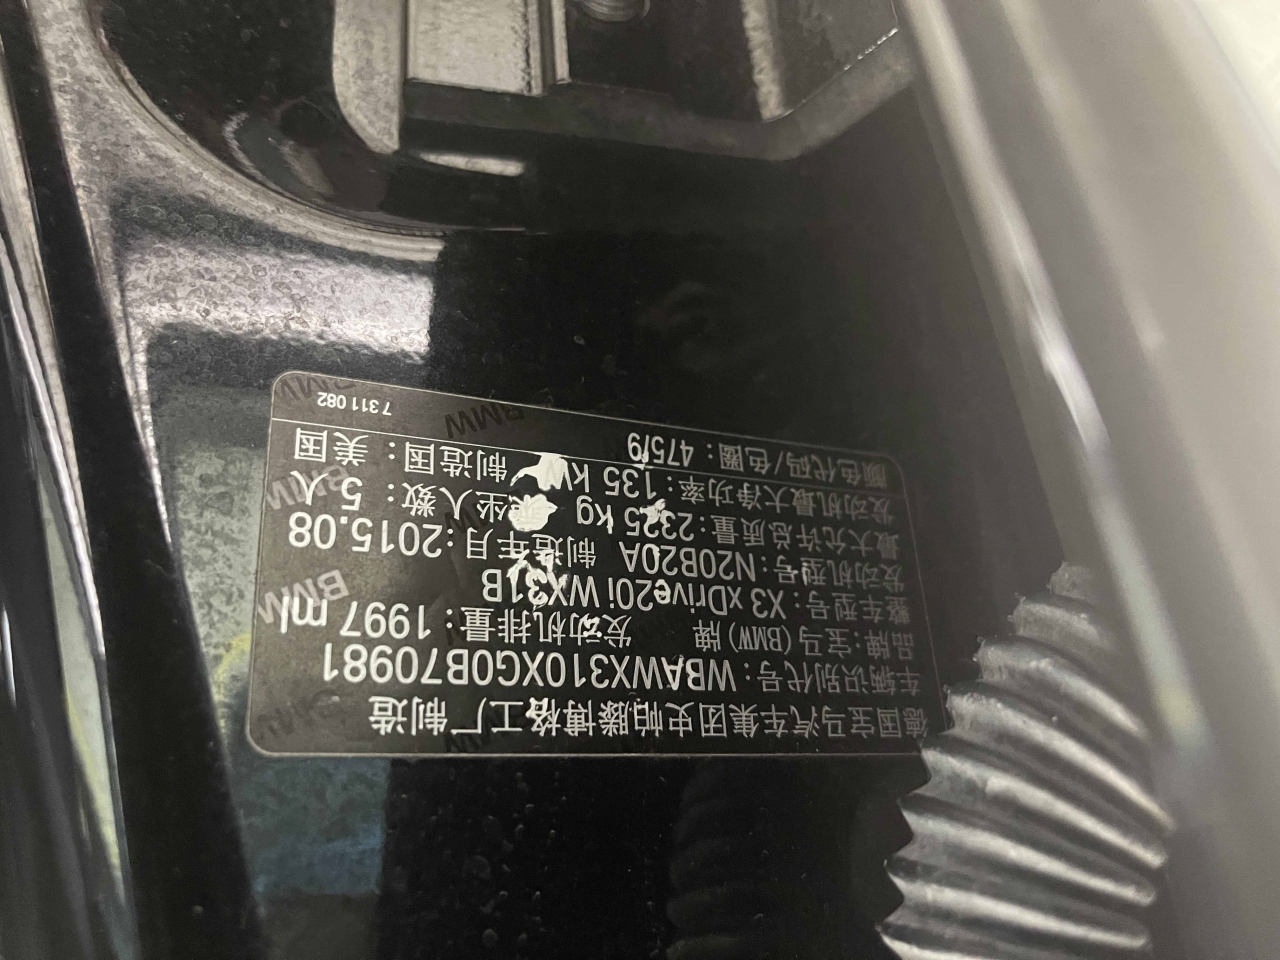 德国宝马汽车集团史帕滕博格工厂 制造
车辆识别代号：WBAWX310XG0B70981
品牌：宝马 (BMW) 牌 发动机排量：1997 ml
整车型号：X3 xDrive20i WX31B
发动机型号：N20B20A 制造年月：2015.08
最大允许总质量：2325 kg 乘坐人数：5人
发动机最大净功率：135 kW 制造国：美国
颜色代码/色圈：475/9
7 311 082
BMW
BMW
BMW